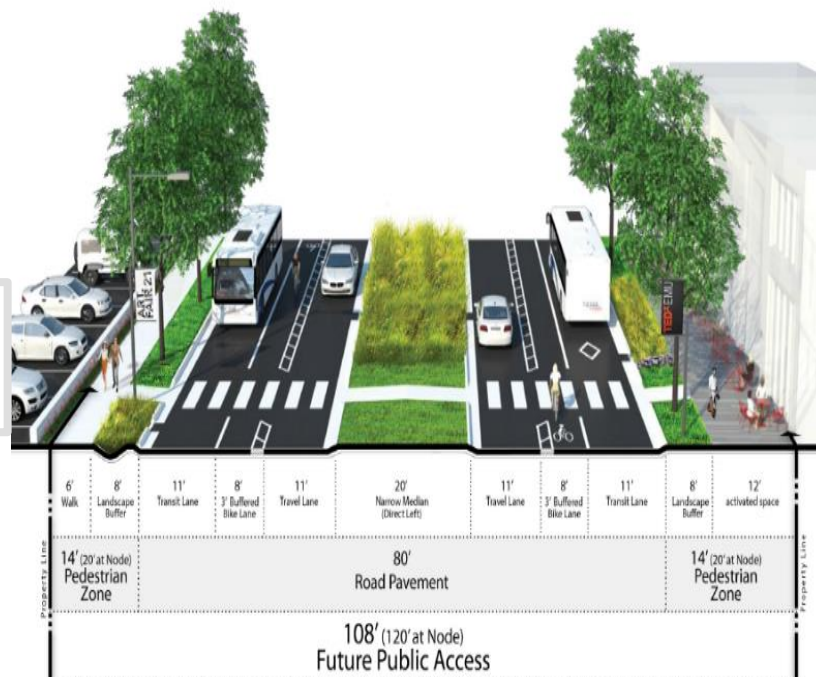 ART
FAIR 21
TEDxEMU
6' 8' 11' 8' 11' 20' 11' 8' 11' 8' 12'
Walk Landscape Buffer Transit Lane 3' Buffered Bike Lane Travel Lane Narrow Median (Direct Left) Travel Lane 3' Buffered Bike Lane Transit Lane Landscape Buffer activated space
14' (20' at Node) 80' 14' (20' at Node)
Pedestrian Zone Road Pavement Pedestrian Zone
Property Line
Property Line
108' (120' at Node)
Future Public Access